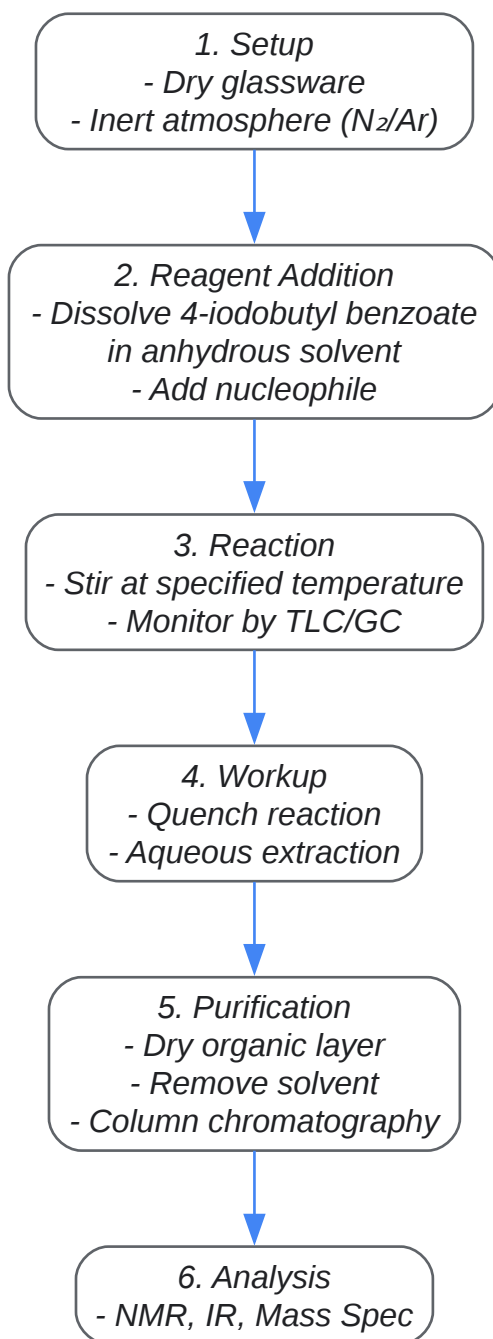 1. Setup
- Dry glassware
- Inert atmosphere (N₂/Ar)
2. Reagent Addition
- Dissolve 4-iodobutyl benzoate
in anhydrous solvent
- Add nucleophile
3. Reaction
- Stir at specified temperature
- Monitor by TLC/GC
4. Workup
- Quench reaction
- Aqueous extraction
5. Purification
- Dry organic layer
- Remove solvent
- Column chromatography
6. Analysis
- NMR, IR, Mass Spec